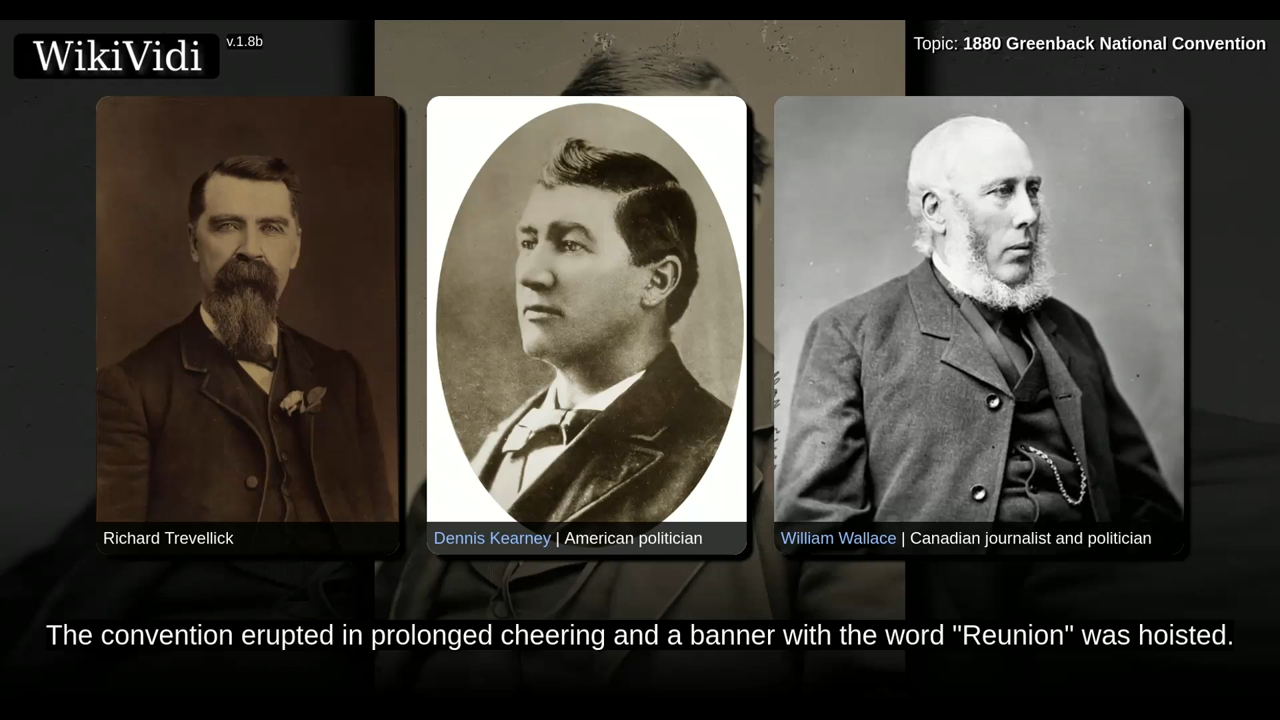 WikiVidi v.1.8b
Topic: 1880 Greenback National Convention
Richard Trevellick
Dennis Kearney | American politician
William Wallace | Canadian journalist and politician
The convention erupted in prolonged cheering and a banner with the word "Reunion" was hoisted.